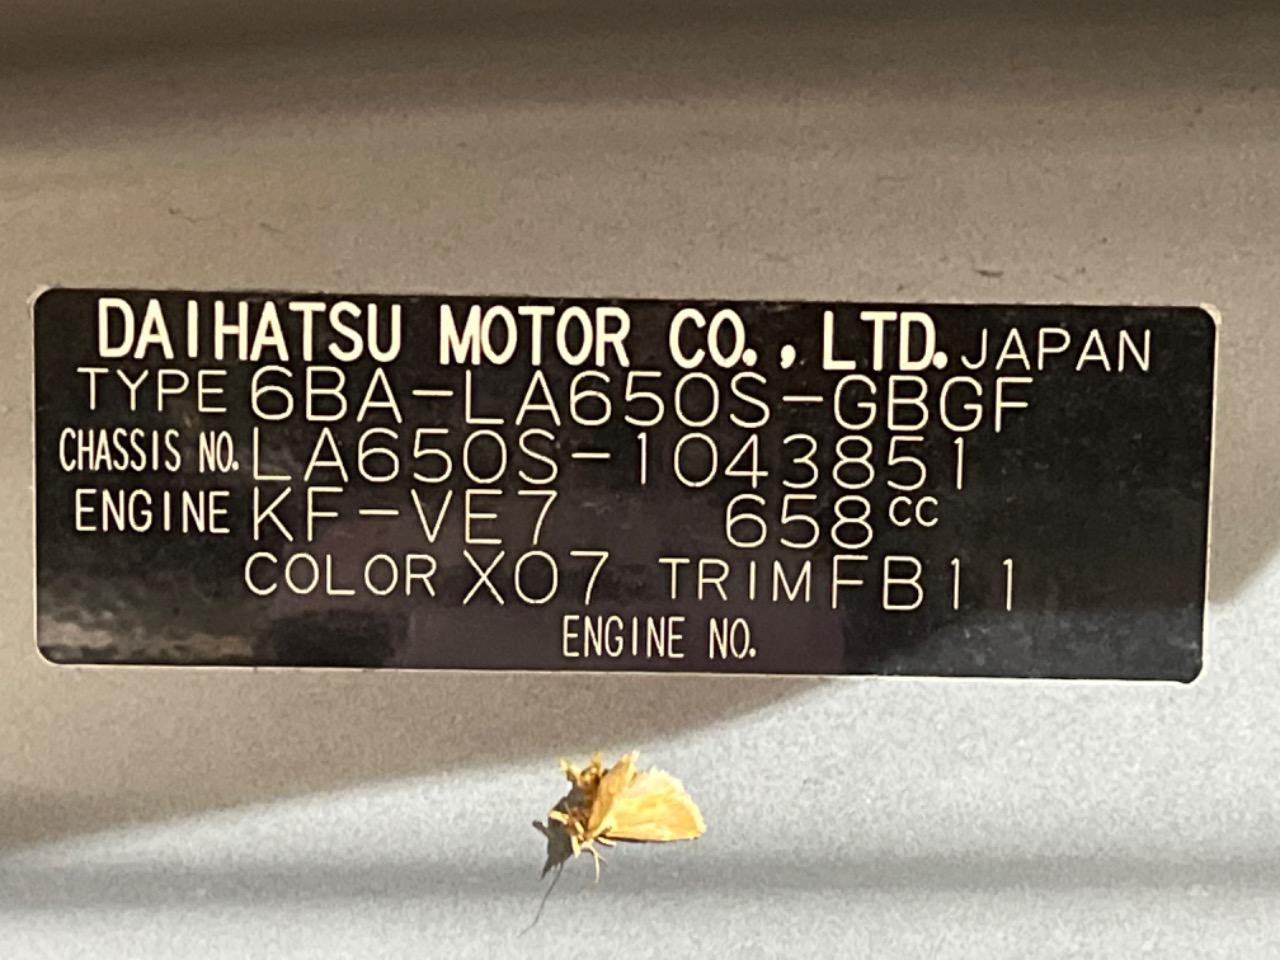 DAIHATSU MOTOR CO., LTD. JAPAN
TYPE 6BA-LA650S-GBGF
CHASSIS NO. LA650S-1043851
ENGINE KF-VE7 658cc
COLOR X07 TRIM FB11
ENGINE NO.